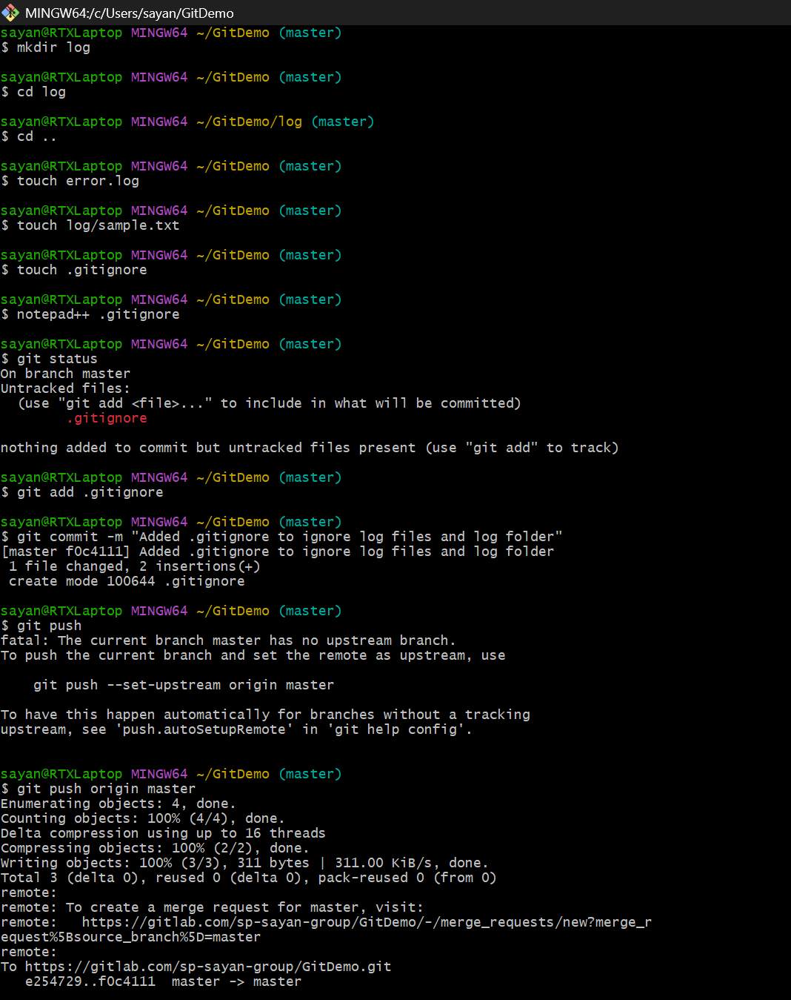 MINGW64:/c/Users/sayan/GitDemo
sayan@RTXLaptop MINGW64 ~/GitDemo (master)
$ mkdir log

sayan@RTXLaptop MINGW64 ~/GitDemo (master)
$ cd log

sayan@RTXLaptop MINGW64 ~/GitDemo/log (master)
$ cd ..

sayan@RTXLaptop MINGW64 ~/GitDemo (master)
$ touch error.log

sayan@RTXLaptop MINGW64 ~/GitDemo (master)
$ touch log/sample.txt

sayan@RTXLaptop MINGW64 ~/GitDemo (master)
$ touch .gitignore

sayan@RTXLaptop MINGW64 ~/GitDemo (master)
$ notepad++ .gitignore

sayan@RTXLaptop MINGW64 ~/GitDemo (master)
$ git status
On branch master
Untracked files:
  (use "git add <file>..." to include in what will be committed)
        .gitignore

nothing added to commit but untracked files present (use "git add" to track)

sayan@RTXLaptop MINGW64 ~/GitDemo (master)
$ git add .gitignore

sayan@RTXLaptop MINGW64 ~/GitDemo (master)
$ git commit -m "Added .gitignore to ignore log files and log folder"
[master f0c4111] Added .gitignore to ignore log files and log folder
 1 file changed, 2 insertions(+)
 create mode 100644 .gitignore

sayan@RTXLaptop MINGW64 ~/GitDemo (master)
$ git push
fatal: The current branch master has no upstream branch.
To push the current branch and set the remote as upstream, use

    git push --set-upstream origin master

To have this happen automatically for branches without a tracking
upstream, see 'push.autoSetupRemote' in 'git help config'.


sayan@RTXLaptop MINGW64 ~/GitDemo (master)
$ git push origin master
Enumerating objects: 4, done.
Counting objects: 100% (4/4), done.
Delta compression using up to 16 threads
Compressing objects: 100% (2/2), done.
Writing objects: 100% (3/3), 311 bytes | 311.00 KiB/s, done.
Total 3 (delta 0), reused 0 (delta 0), pack-reused 0 (from 0)
remote:
remote: To create a merge request for master, visit:
remote:   https://gitlab.com/sp-sayan-group/GitDemo/-/merge_requests/new?merge_r
equest%5Bsource_branch%5D=master
remote:
To https://gitlab.com/sp-sayan-group/GitDemo.git
   e254729..f0c4111  master -> master